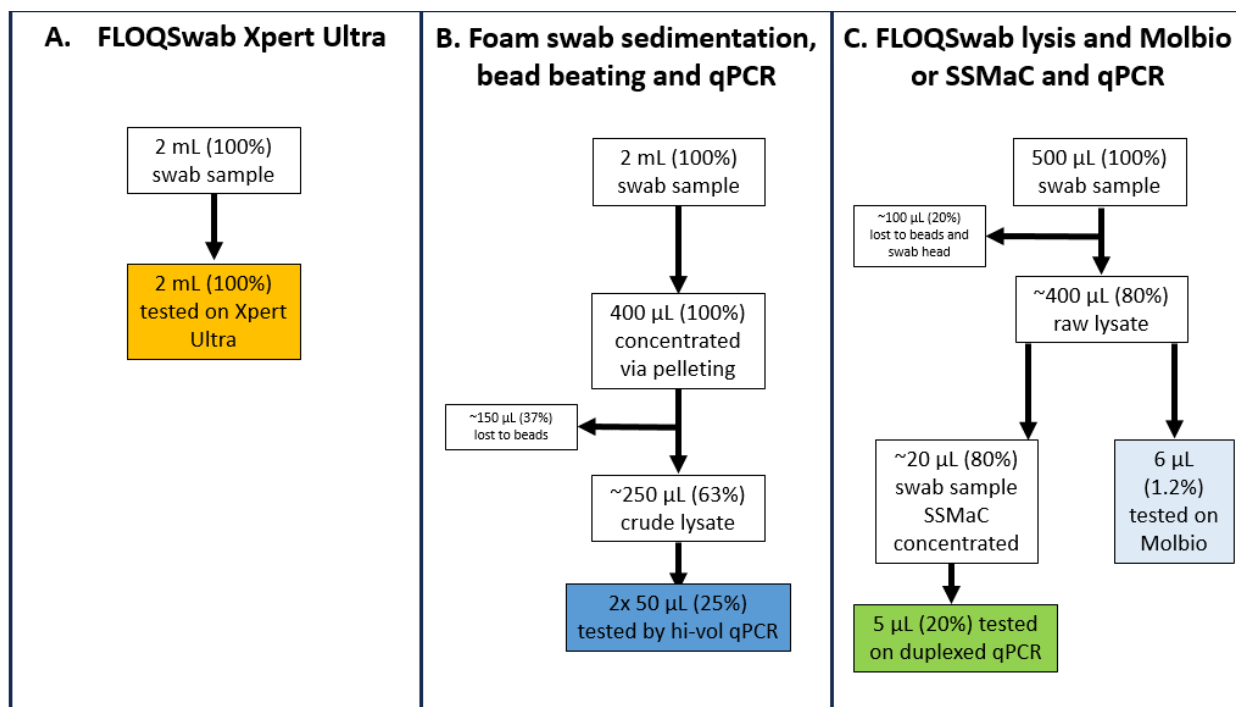 A. FLOQSwab Xpert Ultra
2 mL (100%)
swab sample
2 mL (100%)
tested on Xpert
Ultra
B. Foam swab sedimentation,
bead beating and qPCR
2 mL (100%)
swab sample
400 µL (100%)
concentrated
via pelleting
~150 µL (37%)
lost to beads
~250 µL (63%)
crude lysate
2x 50 µL (25%)
tested by hi-vol qPCR
C. FLOQSwab lysis and Molbio
or SSMaC and qPCR
500 µL (100%)
swab sample
~100 µL (20%)
lost to beads and
swab head
~400 µL (80%)
raw lysate
~20 µL (80%)
swab sample
SSMaC
concentrated
6 µL
(1.2%)
tested on
Molbio
5 µL (20%) tested
on duplexed qPCR